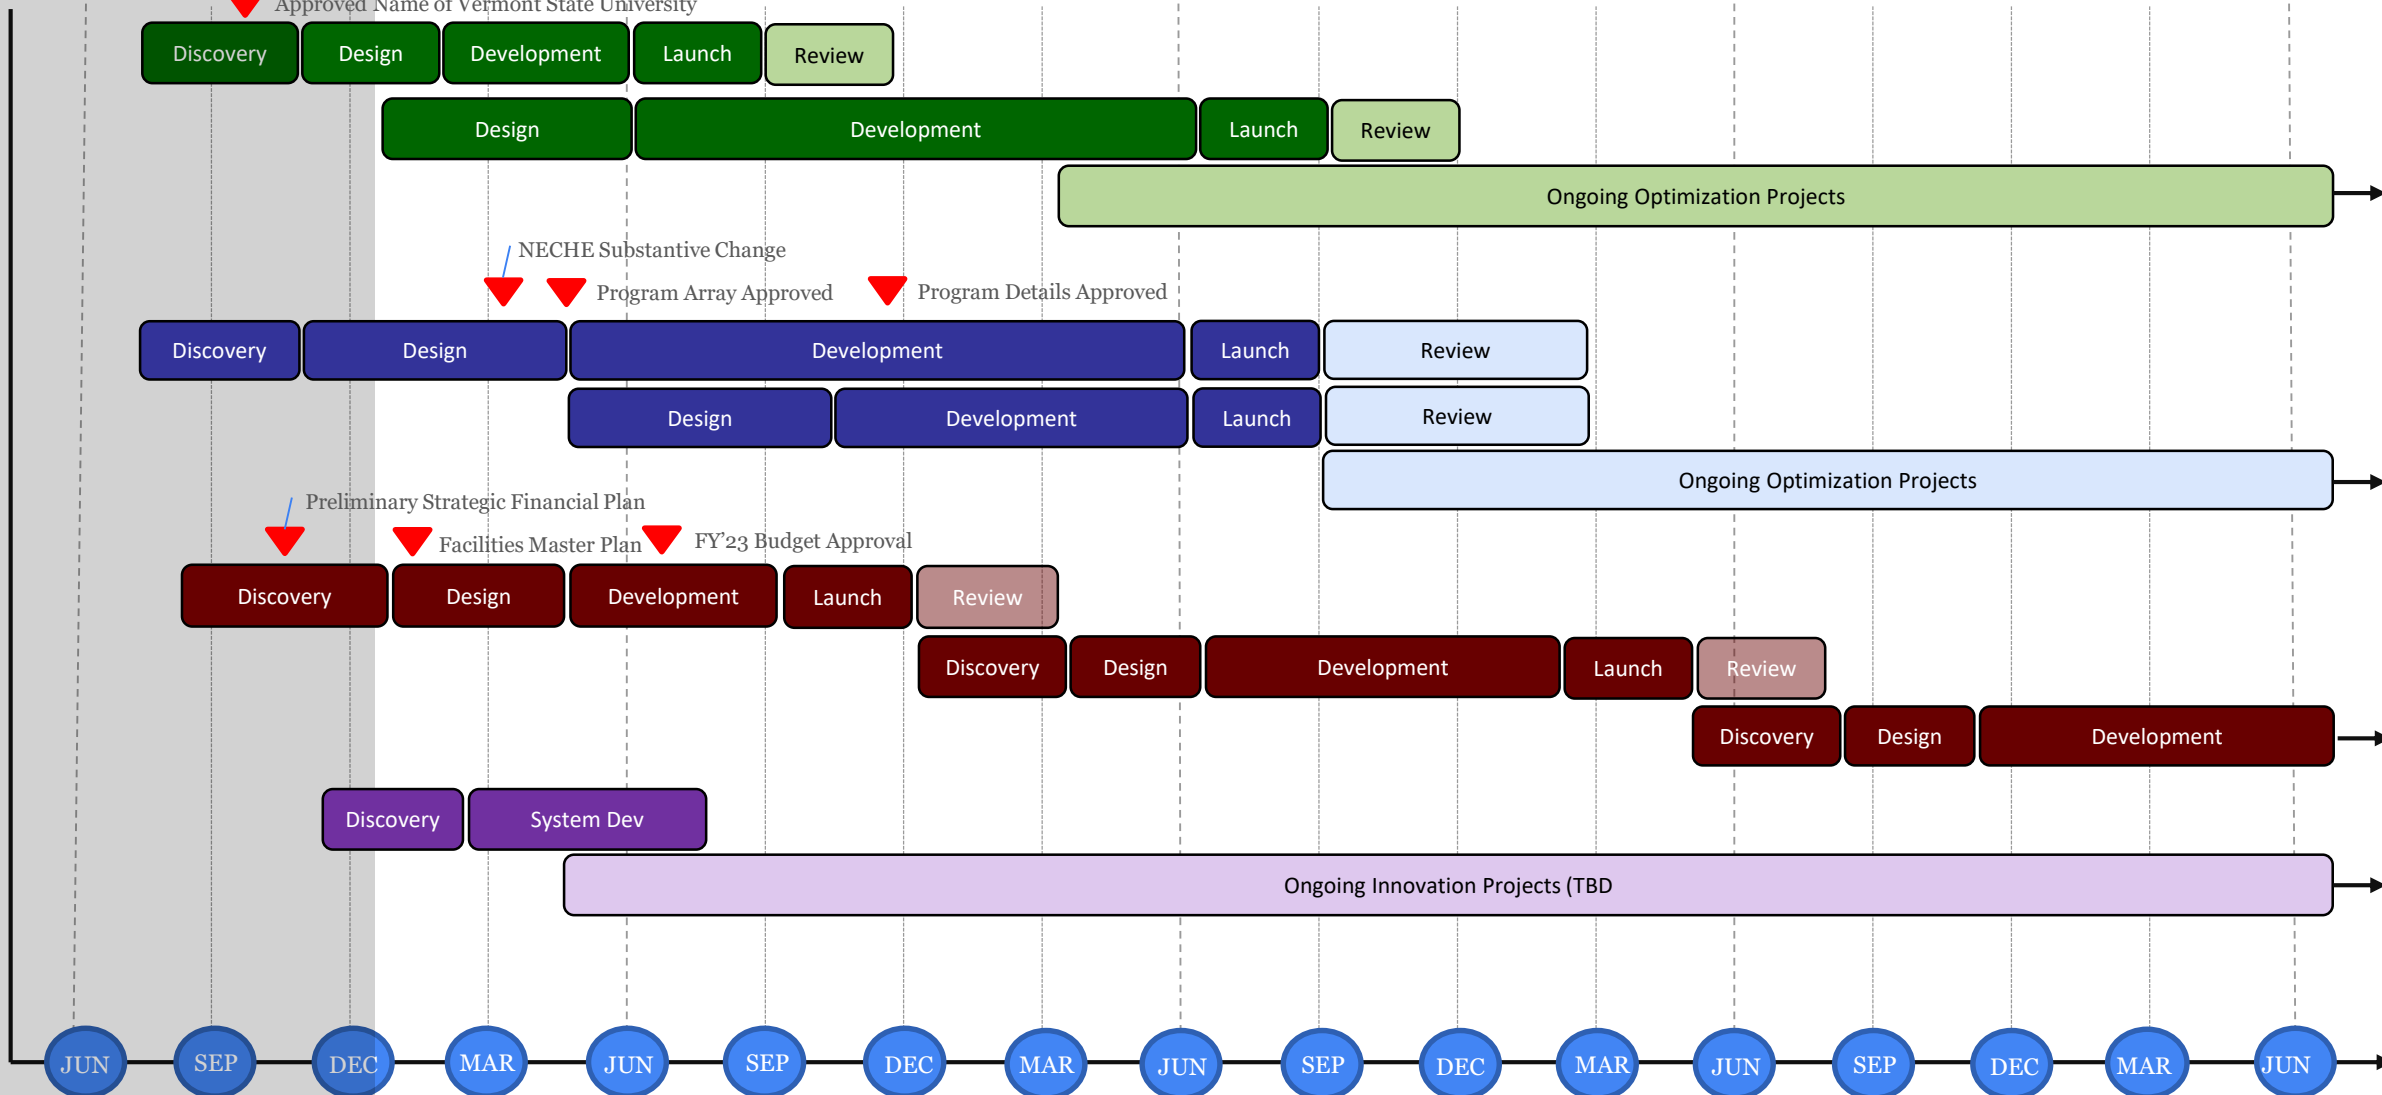 Approved Name of Vermont State University
Discovery Design Development Launch Review
Design Development Launch Review
Ongoing Optimization Projects
NECHE Substantive Change
Program Array Approved Program Details Approved
Discovery Design Development Launch Review
Design Development Launch Review
Ongoing Optimization Projects
Preliminary Strategic Financial Plan
Facilities Master Plan FY’23 Budget Approval
Discovery Design Development Launch Review
Discovery Design Development Launch Review
Discovery Design Development
Discovery System Dev
Ongoing Innovation Projects (TBD
JUN SEP DEC MAR JUN SEP DEC MAR JUN SEP DEC MAR JUN SEP DEC MAR JUN